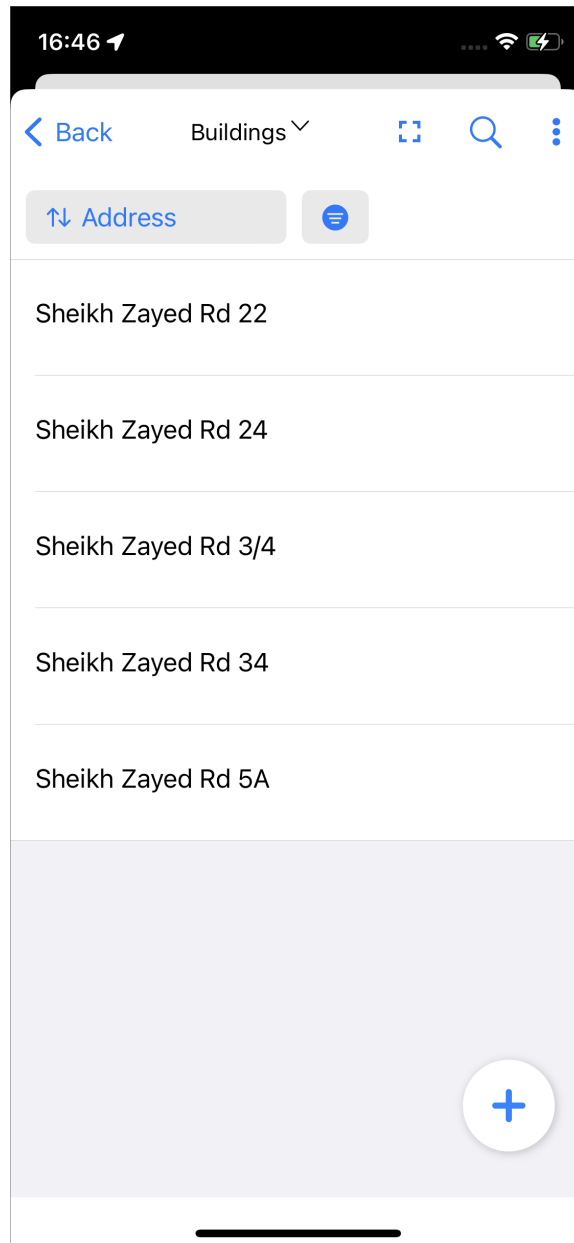 16:46
Back
Buildings
Address
Sheikh Zayed Rd 22
Sheikh Zayed Rd 24
Sheikh Zayed Rd 3/4
Sheikh Zayed Rd 34
Sheikh Zayed Rd 5A